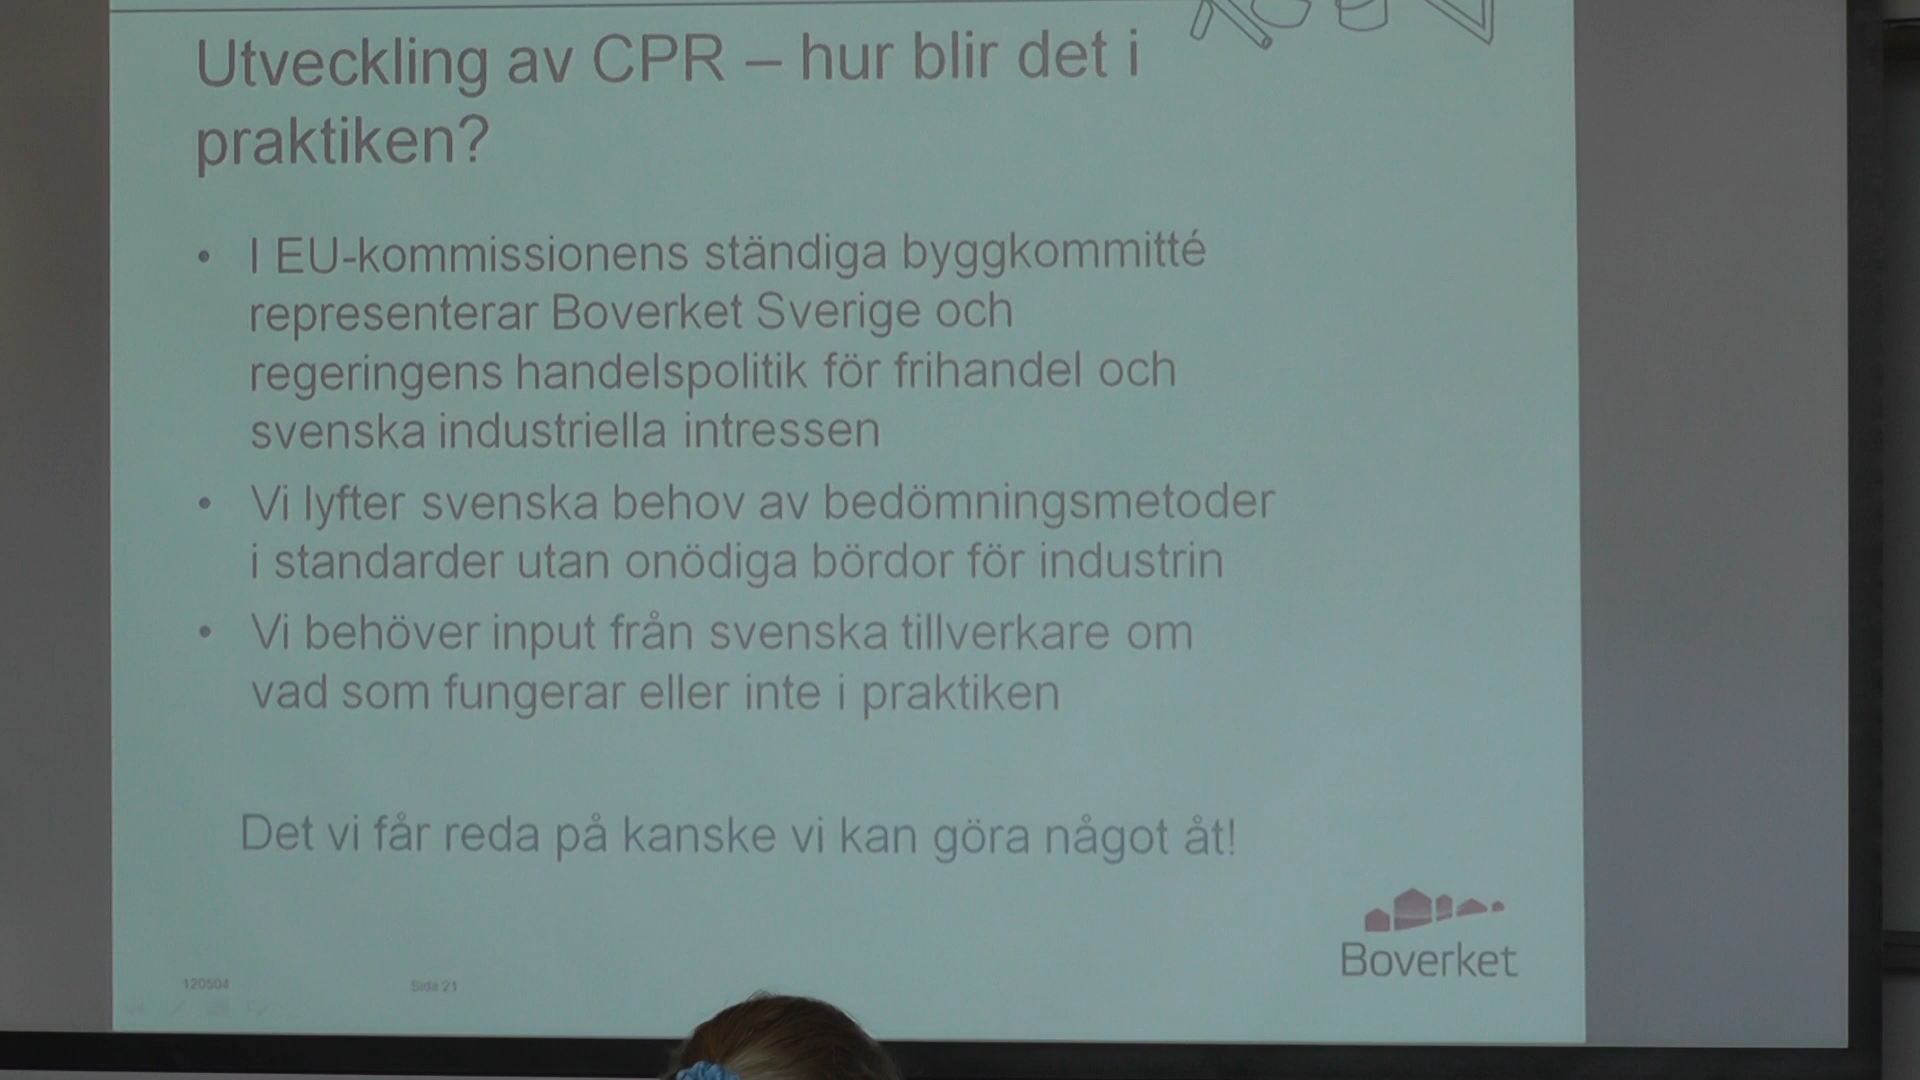 Utveckling av CPR – hur blir det i
praktiken?
• I EU-kommissionens ständiga byggkommitté
representerar Boverket Sverige och
regeringens handelspolitik för frihandel och
svenska industriella intressen
• Vi lyfter svenska behov av bedömningsmetoder
i standarder utan onödiga bördor för industrin
• Vi behöver input från svenska tillverkare om
vad som fungerar eller inte i praktiken
Det vi får reda på kanske vi kan göra något åt!
Boverket
120504 Sida 21